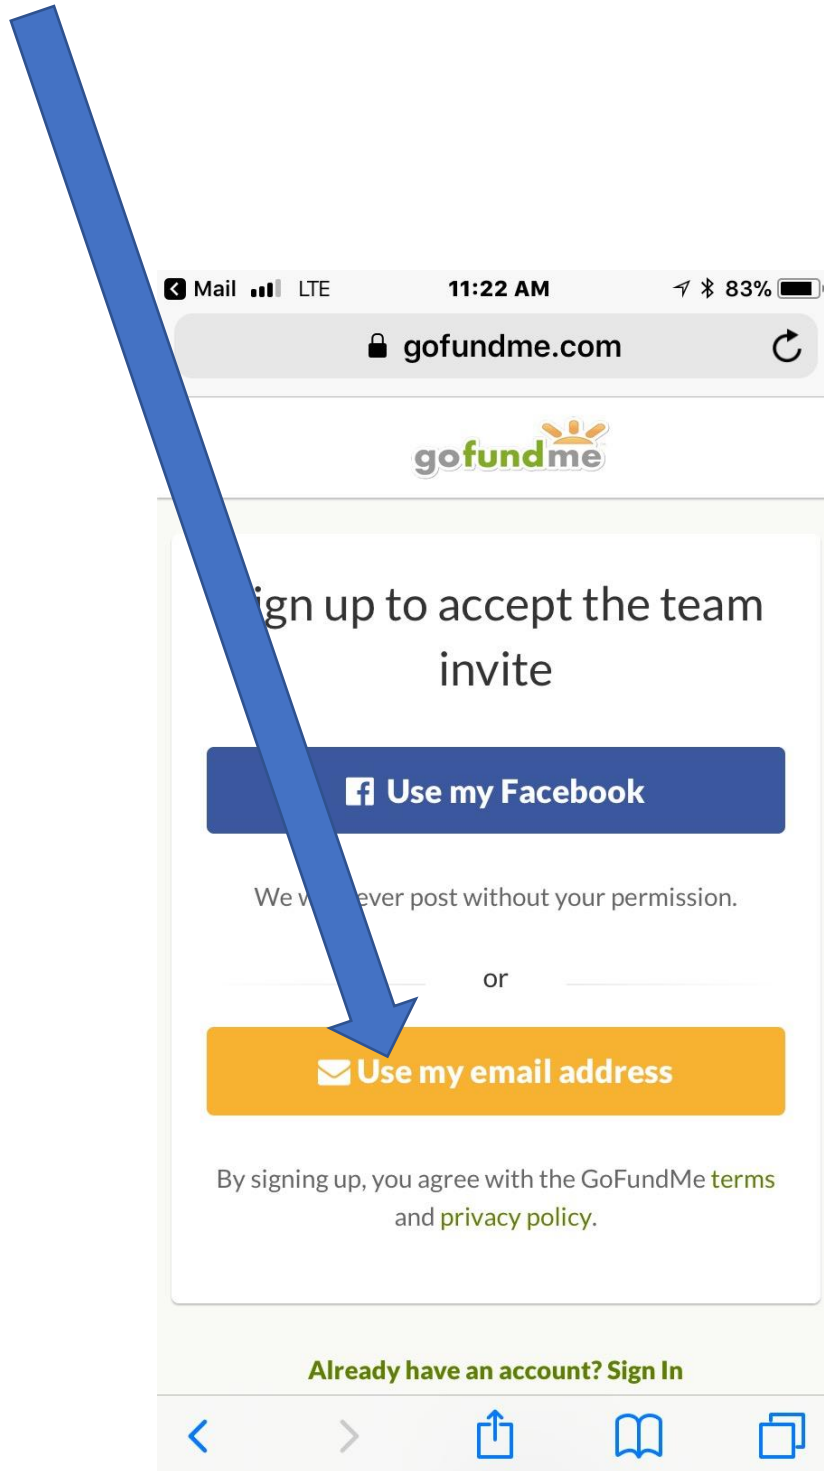 Mail LTE 11:22 AM 83%
gofundme.com
gofundme
ign up to accept the team
invite
Use my Facebook
We ever post without your permission.
or
Use my email address
By signing up, you agree with the GoFundMe terms
and privacy policy.
Already have an account? Sign In